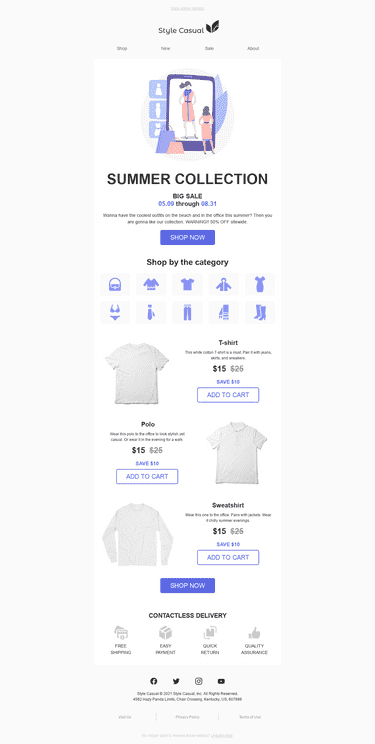 View online version
Style Casual
Shop New Sale About
SUMMER COLLECTION
BIG SALE
05.09 through 08.31
Wanna have the coolest outfits on the beach and in the office this summer? Then you
are gonna like our collection. WARNING!! 50% OFF sitewide.
SHOP NOW
Shop by the category
T-shirt
This white cotton T-shirt is a must. Pair it with jeans,
skirts, and sneakers.
$15 $25
SAVE $10
ADD TO CART
Polo
Wear this polo to the office to look stylish yet
casual. Or wear it in the evening for a walk.
$15 $25
SAVE $10
ADD TO CART
Sweatshirt
Wear this one to the office. Pairs with jackets. Wear
it chilly summer evenings.
$15 $25
SAVE $10
ADD TO CART
SHOP NOW
CONTACTLESS DELIVERY
FREE
SHIPPING
EASY
PAYMENT
QUICK
RETURN
QUALITY
ASSURANCE
Style Casual © 2021 Style Casual, Inc. All Rights Reserved.
4562 Hazy Panda Limits, Chair Crossing, Kentucky, US, 607898
Visit Us Privacy Policy Terms of Use